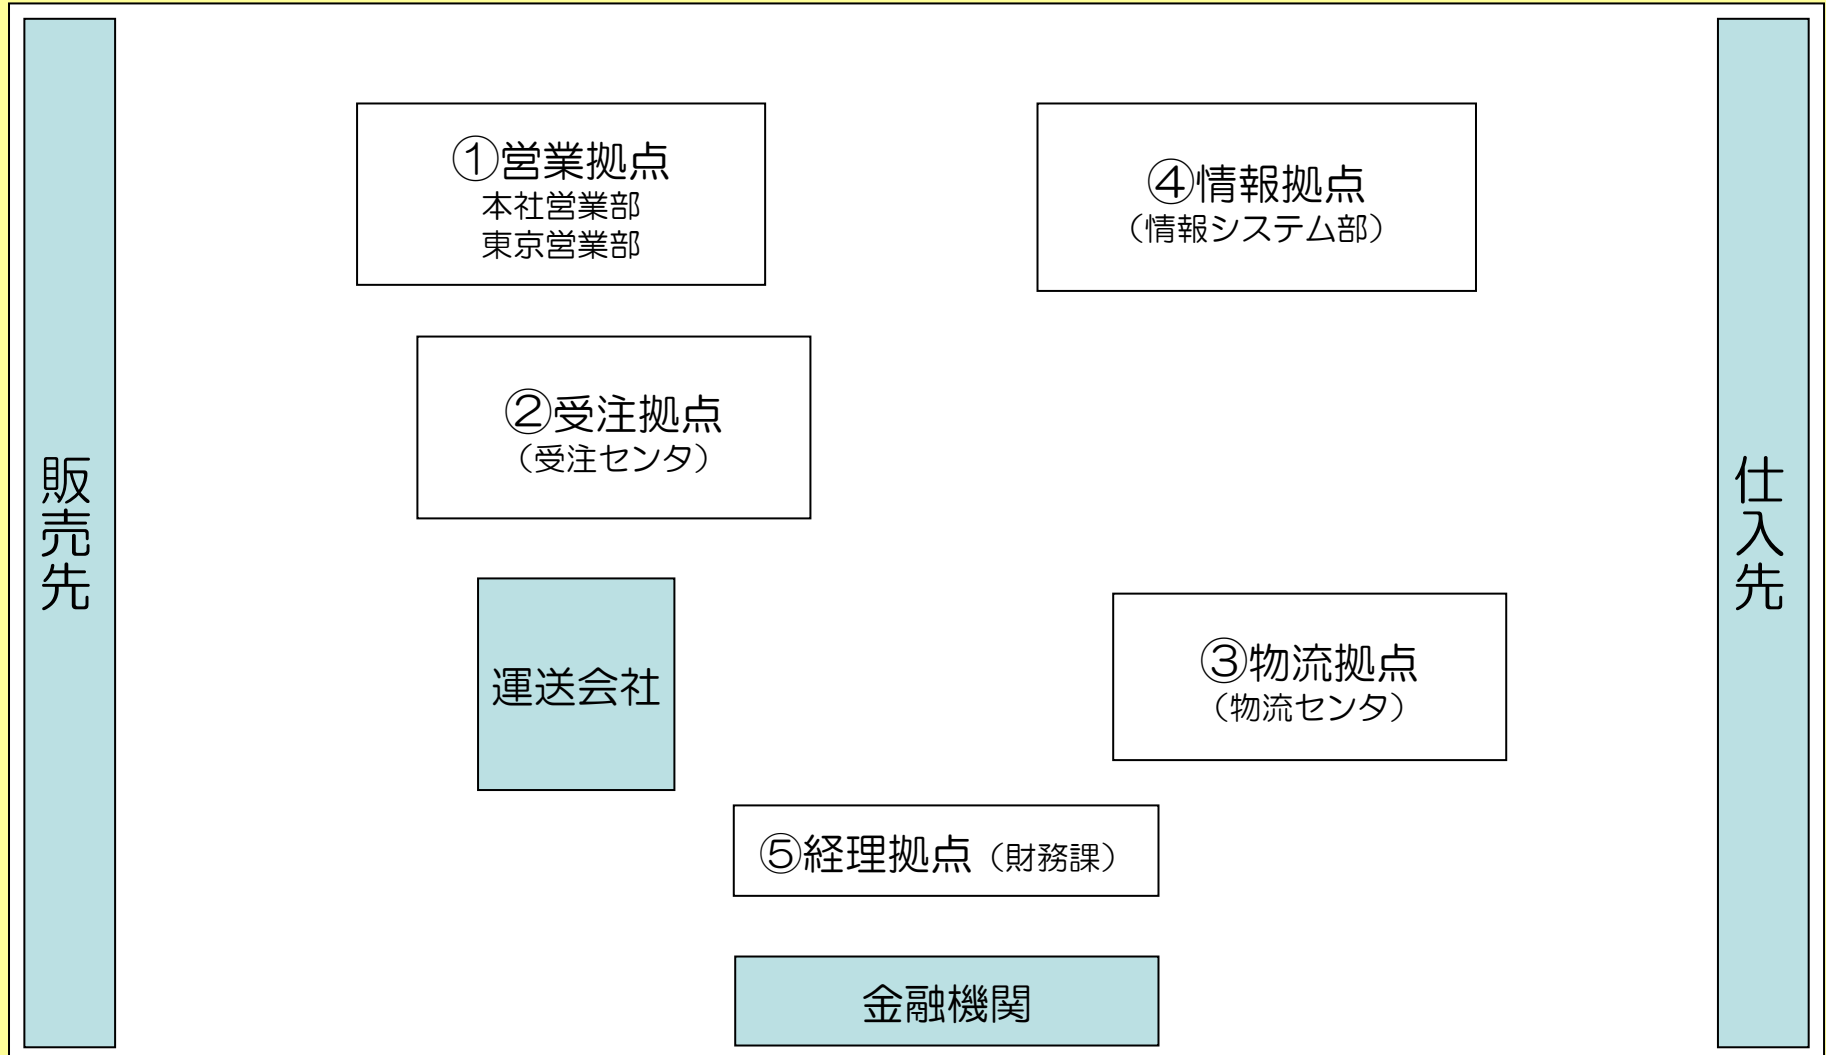 ①営業拠点
本社営業部
東京営業部
④情報拠点
（情報システム部）
②受注拠点
（受注センタ）
販売先
仕入先
運送会社
③物流拠点
（物流センタ）
⑤経理拠点（財務課）
金融機関